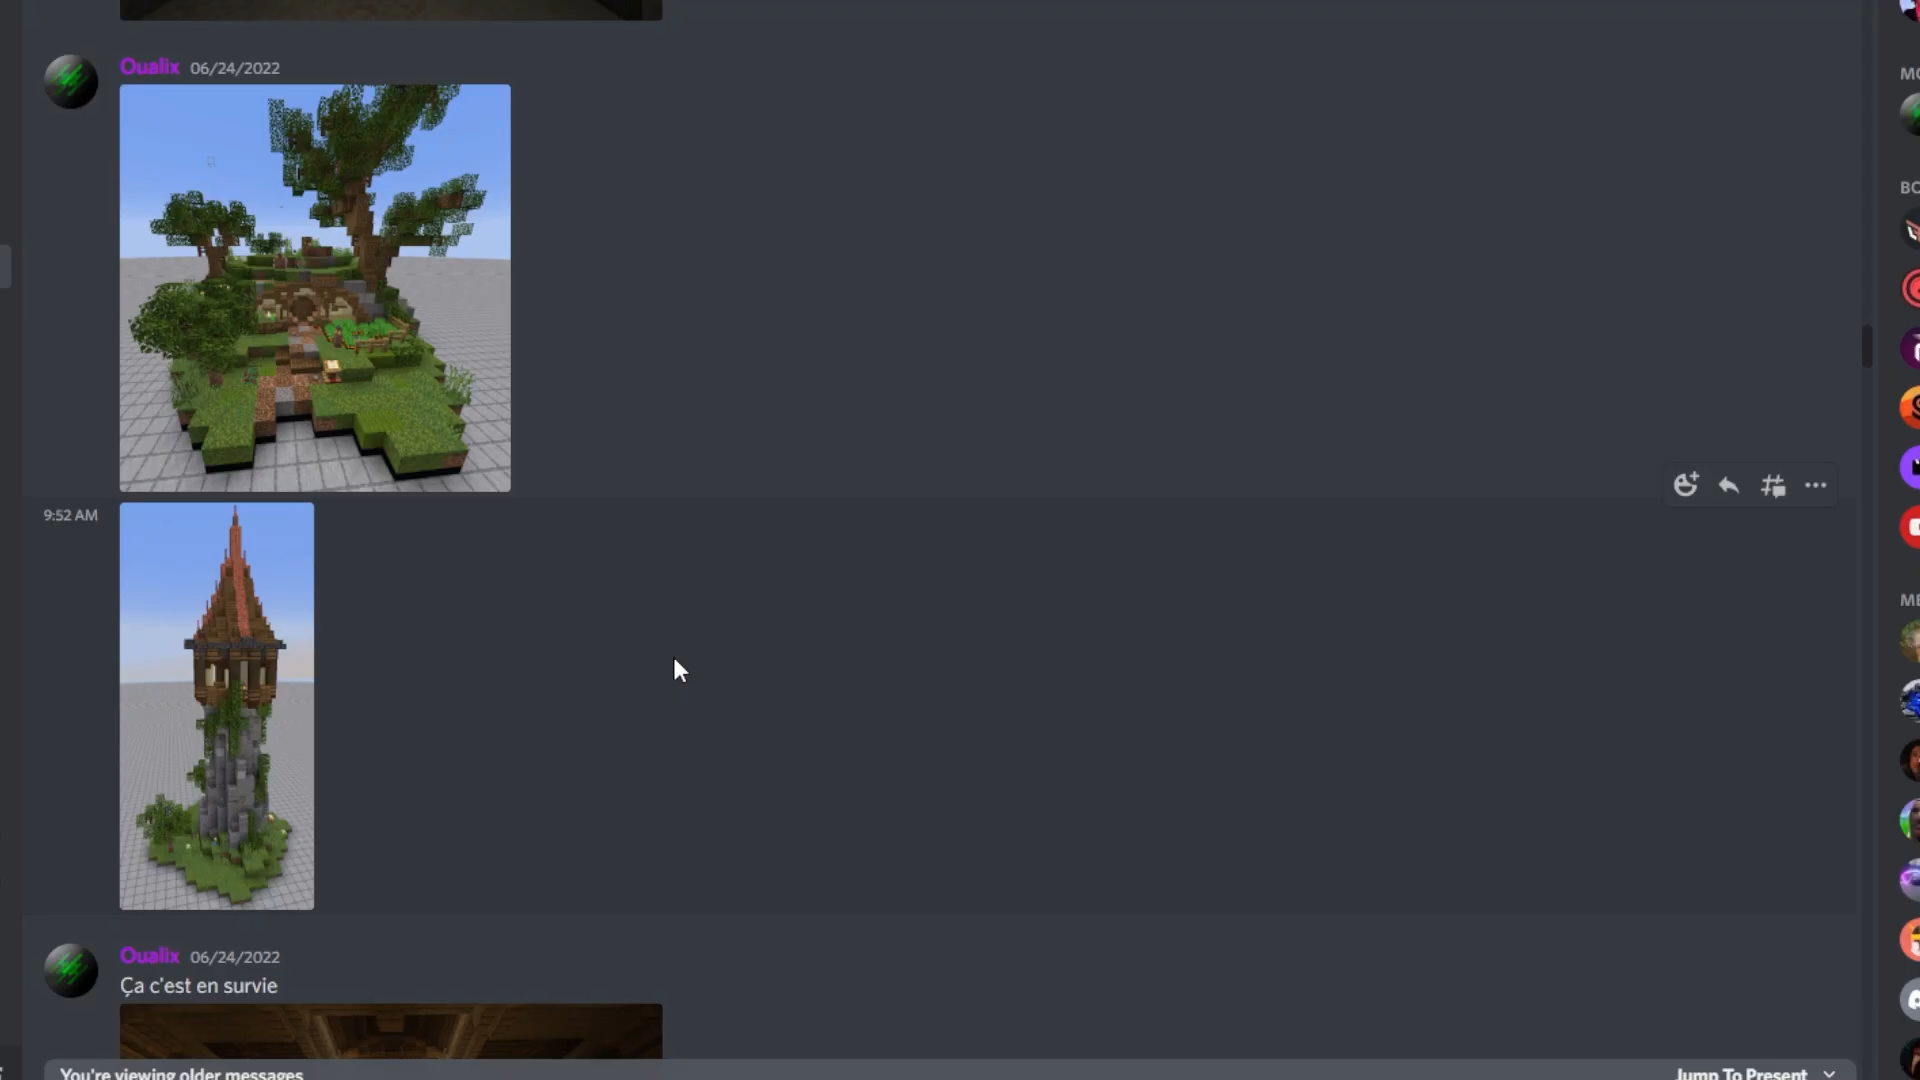 Oualix 06/24/2022
9:52 AM
Oualix 06/24/2022
Ça c'est en survie
You're viewing older messages
Jump To Present